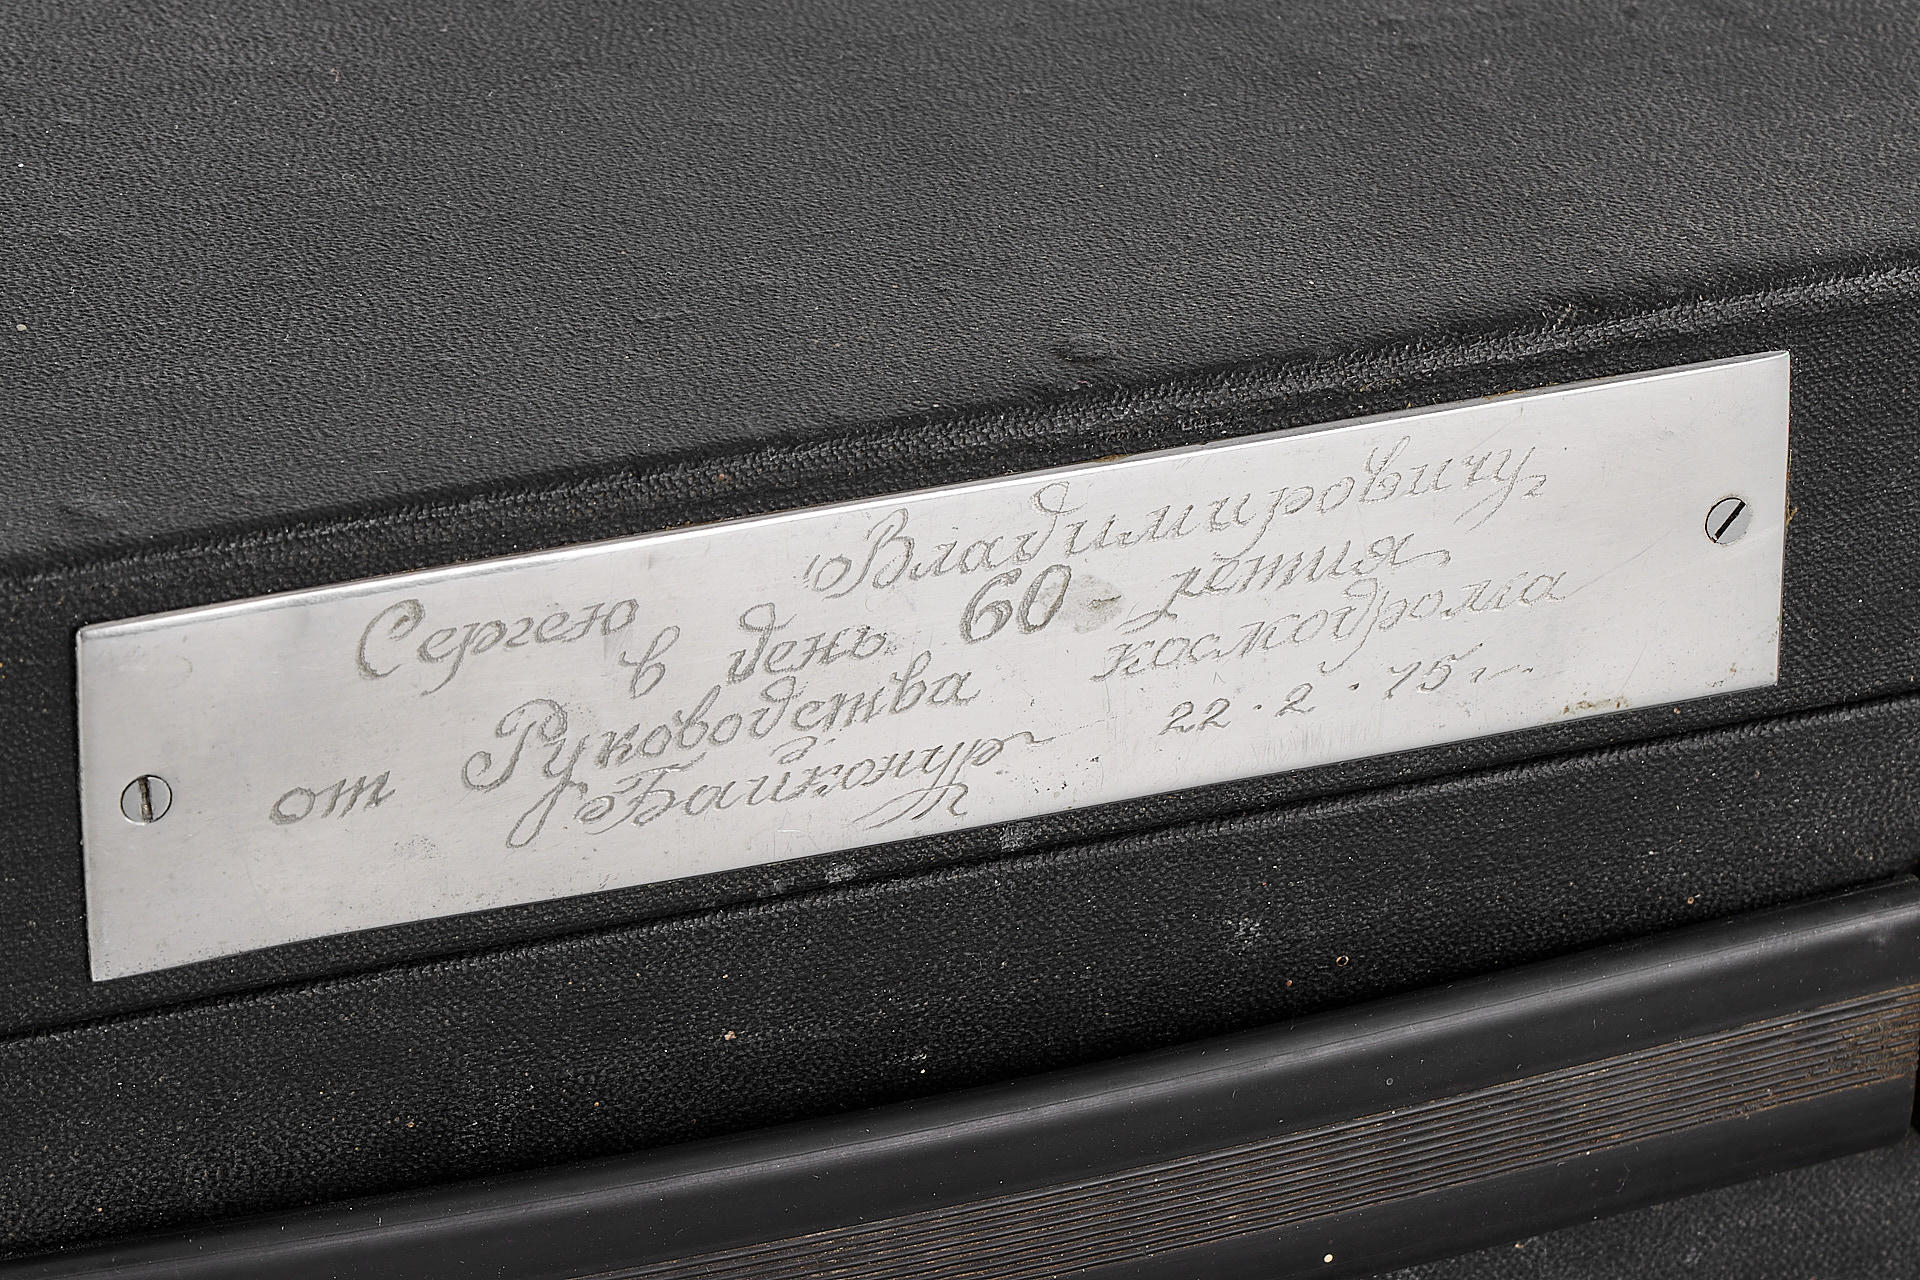 Сергею Владимировичу
в день 60 летия
от Руководства космодрома
Байконур 22.2.75